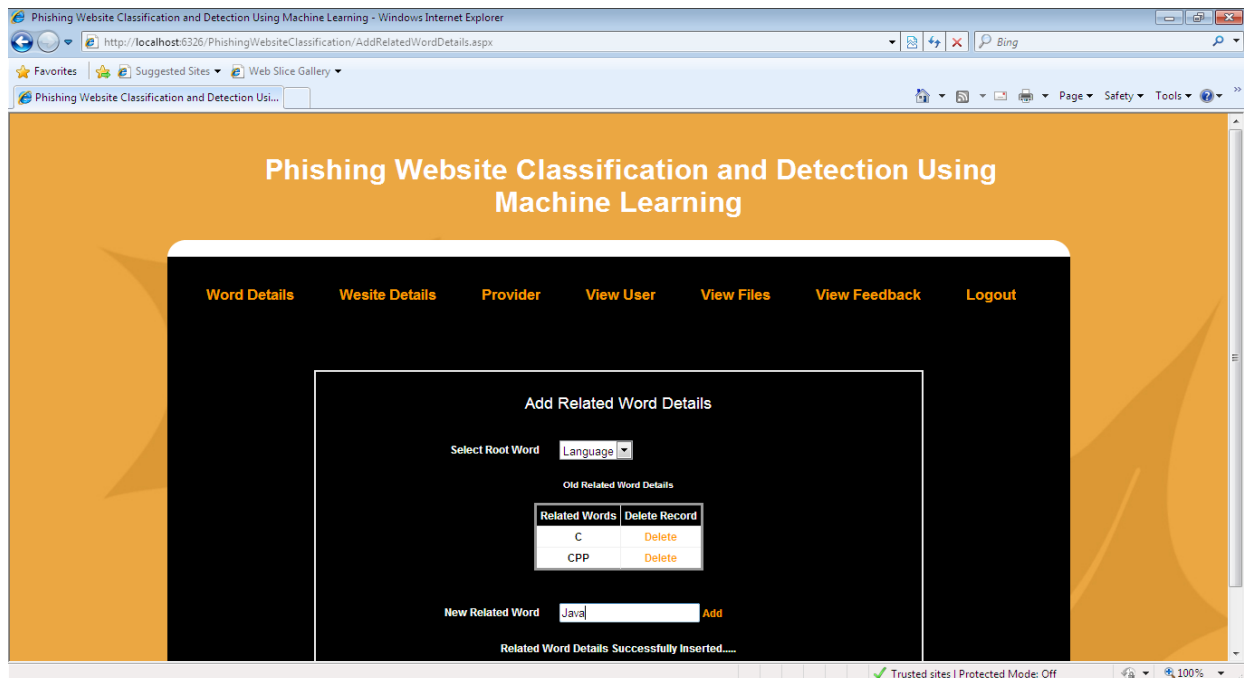 Phishing Website Classification and Detection Using Machine Learning - Windows Internet Explorer
http://localhost:6326/PhishingWebsiteClassification/AddRelatedWordDetails.aspx
Bing
Favorites Suggested Sites Web Slice Gallery
Phishing Website Classification and Detection Usi...
Page Safety Tools
Phishing Website Classification and Detection Using
Machine Learning
Word Details Wesite Details Provider View User View Files View Feedback Logout
Add Related Word Details
Select Root Word Language
Old Related Word Details
Related Words Delete Record
C Delete
CPP Delete
New Related Word Java Add
Related Word Details Successfully Inserted.....
Trusted sites | Protected Mode: Off 100%